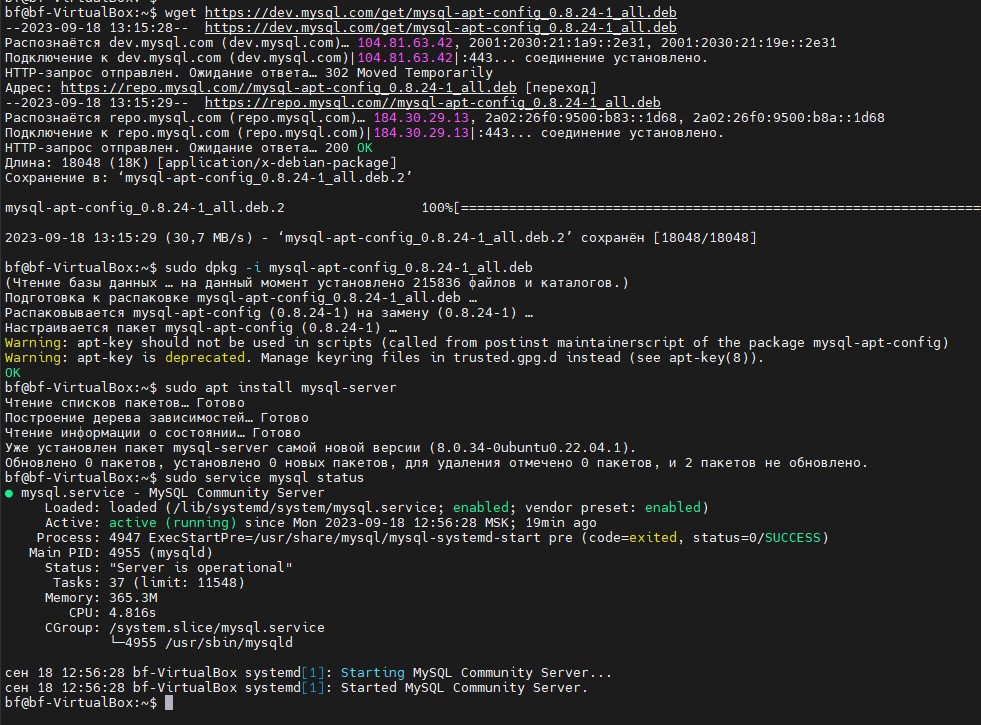 bf@bf-VirtualBox:~$ wget https://dev.mysql.com/get/mysql-apt-config_0.8.24-1_all.deb
--2023-09-18 13:15:28--  https://dev.mysql.com/get/mysql-apt-config_0.8.24-1_all.deb
Распознаётся dev.mysql.com (dev.mysql.com)… 104.81.63.42, 2001:2030:21:1a9::2e31, 2001:2030:21:19e::2e31
Подключение к dev.mysql.com (dev.mysql.com)|104.81.63.42|:443... соединение установлено.
HTTP-запрос отправлен. Ожидание ответа… 302 Moved Temporarily
Адрес: https://repo.mysql.com//mysql-apt-config_0.8.24-1_all.deb [переход]
--2023-09-18 13:15:29--  https://repo.mysql.com//mysql-apt-config_0.8.24-1_all.deb
Распознаётся repo.mysql.com (repo.mysql.com)… 184.30.29.13, 2a02:26f0:9500:b83::1d68, 2a02:26f0:9500:b8a::1d68
Подключение к repo.mysql.com (repo.mysql.com)|184.30.29.13|:443... соединение установлено.
HTTP-запрос отправлен. Ожидание ответа… 200 OK
Длина: 18048 (18K) [application/x-debian-package]
Сохранение в: ‘mysql-apt-config_0.8.24-1_all.deb.2’
mysql-apt-config_0.8.24-1_all.deb.2                 100%[=================================================================
2023-09-18 13:15:29 (30,7 MB/s) - ‘mysql-apt-config_0.8.24-1_all.deb.2’ сохранён [18048/18048]
bf@bf-VirtualBox:~$ sudo dpkg -i mysql-apt-config_0.8.24-1_all.deb
(Чтение базы данных … на данный момент установлено 215836 файлов и каталогов.)
Подготовка к распаковке mysql-apt-config_0.8.24-1_all.deb …
Распаковывается mysql-apt-config (0.8.24-1) на замену (0.8.24-1) …
Настраивается пакет mysql-apt-config (0.8.24-1) …
Warning: apt-key should not be used in scripts (called from postinst maintainerscript of the package mysql-apt-config)
Warning: apt-key is deprecated. Manage keyring files in trusted.gpg.d instead (see apt-key(8)).
OK
bf@bf-VirtualBox:~$ sudo apt install mysql-server
Чтение списков пакетов… Готово
Построение дерева зависимостей… Готово
Чтение информации о состоянии… Готово
Уже установлен пакет mysql-server самой новой версии (8.0.34-0ubuntu0.22.04.1).
Обновлено 0 пакетов, установлено 0 новых пакетов, для удаления отмечено 0 пакетов, и 2 пакетов не обновлено.
bf@bf-VirtualBox:~$ sudo service mysql status
● mysql.service - MySQL Community Server
     Loaded: loaded (/lib/systemd/system/mysql.service; enabled; vendor preset: enabled)
     Active: active (running) since Mon 2023-09-18 12:56:28 MSK; 19min ago
    Process: 4947 ExecStartPre=/usr/share/mysql/mysql-systemd-start pre (code=exited, status=0/SUCCESS)
   Main PID: 4955 (mysqld)
     Status: "Server is operational"
      Tasks: 37 (limit: 11548)
     Memory: 365.3M
        CPU: 4.816s
     CGroup: /system.slice/mysql.service
             └─4955 /usr/sbin/mysqld
сен 18 12:56:28 bf-VirtualBox systemd[1]: Starting MySQL Community Server...
сен 18 12:56:28 bf-VirtualBox systemd[1]: Started MySQL Community Server.
bf@bf-VirtualBox:~$